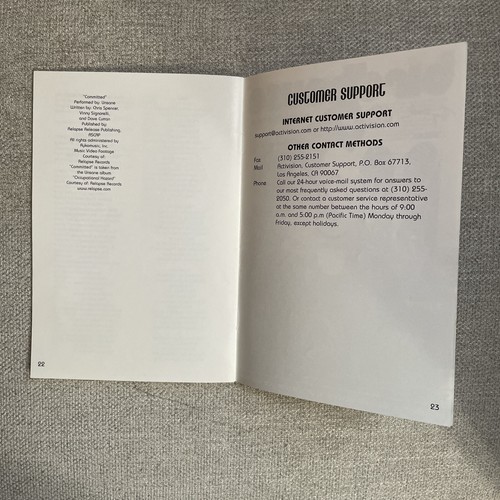 "Committed"
Performed by: Unsane
Written by: Chris Spencer,
Vinny Signorelli,
and Dave Curran
Published by:
Relapse Release Publishing,
ASCAP
All rights administered by
Rykomusic, Inc.
Music Video Footage
Courtesy of:
Relapse Records
"Committed" is taken from
the Unsane album
"Occupational Hazard"
Courtesy of: Relapse Records
www.relapse.com
22
CUSTOMER SUPPORT
INTERNET CUSTOMER SUPPORT
support@activision.com or http://www.activision.com
OTHER CONTACT METHODS
Fax (310) 255-2151
Mail Activision, Customer Support, P.O. Box 67713,
Los Angeles, CA 90067
Phone Call our 24-hour voice-mail system for answers to
our most frequently asked questions at (310) 255-
2050. Or contact a customer service representative
at the same number between the hours of 9:00
a.m. and 5:00 p.m (Pacific Time) Monday through
Friday, except holidays.
23